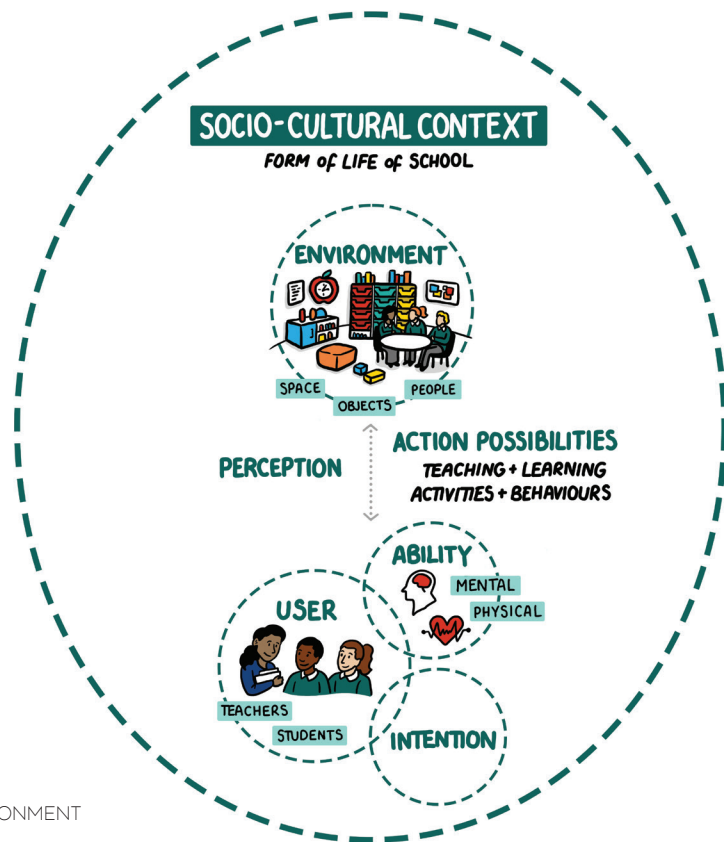 SOCIO-CULTURAL CONTEXT
FORM of LIFE of SCHOOL
ENVIRONMENT
SPACE
OBJECTS
PEOPLE
PERCEPTION
ACTION POSSIBILITIES
TEACHING + LEARNING
ACTIVITIES + BEHAVIOURS
ABILITY
MENTAL
PHYSICAL
USER
TEACHERS
STUDENTS
INTENTION
ONMENT